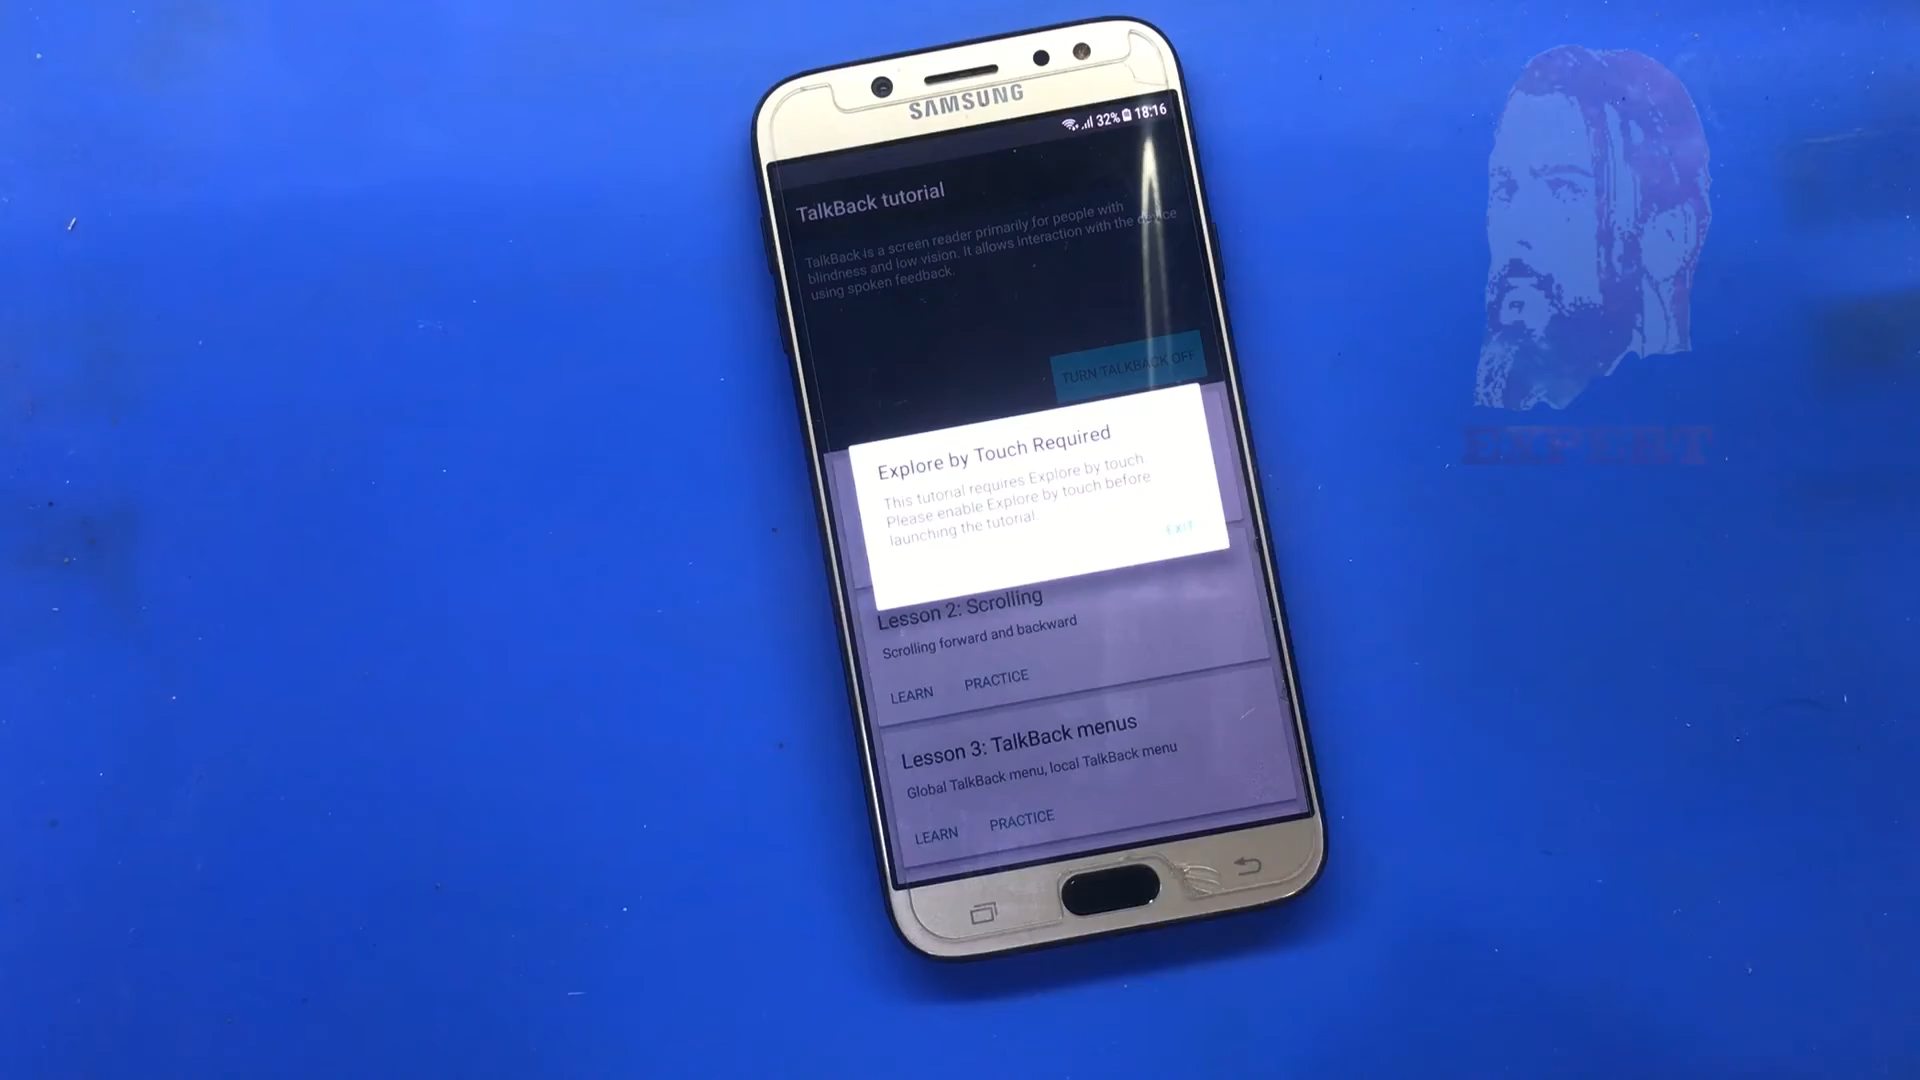 SAMSUNG
32% 18:16
TalkBack tutorial
TalkBack is a screen reader primarily for people with
blindness and low vision. It allows interaction with the device
using spoken feedback.
TURN TALKBACK OFF
Explore by Touch Required
This tutorial requires Explore by touch.
Please enable Explore by touch before
launching the tutorial.
EXIT
Lesson 2: Scrolling
Scrolling forward and backward
LEARN PRACTICE
Lesson 3: TalkBack menus
Global TalkBack menu, local TalkBack menu
LEARN PRACTICE
EXPERT